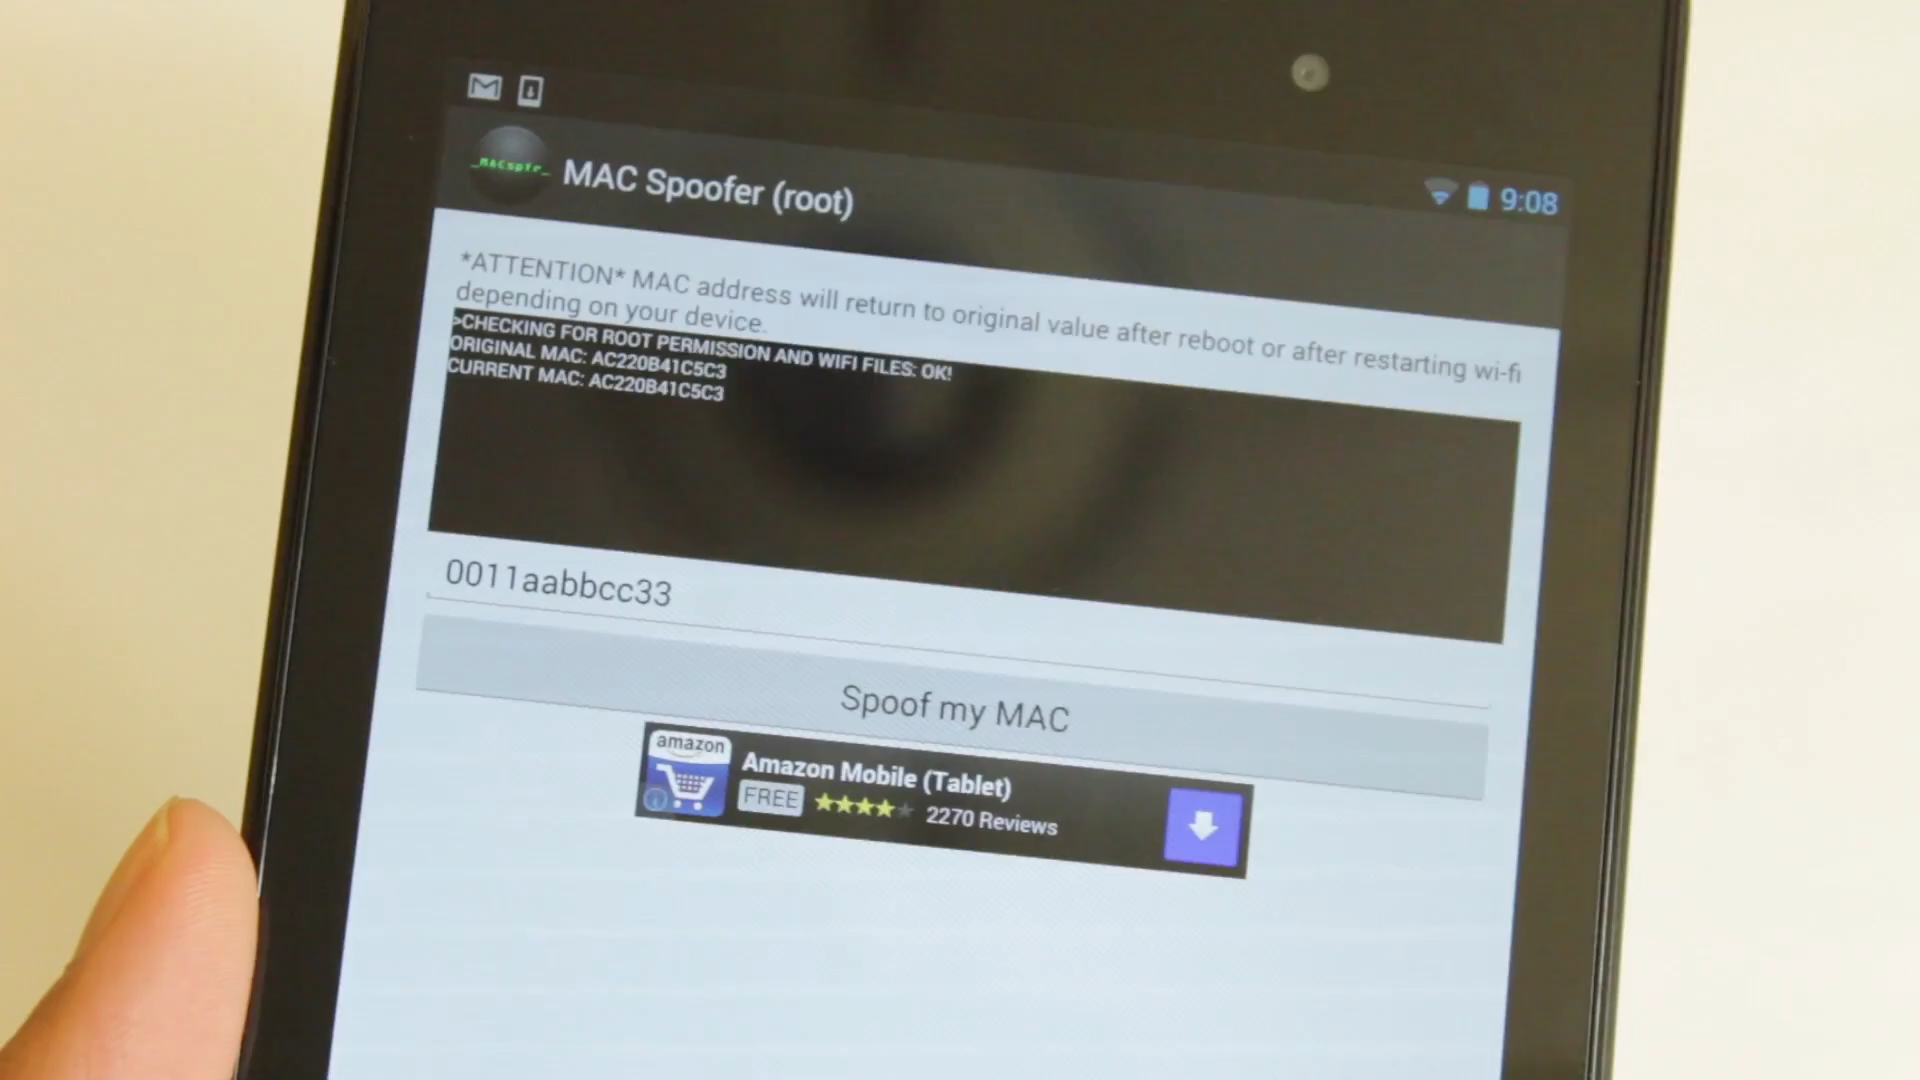 _MACspfr_
MAC Spoofer (root)
9:08
*ATTENTION* MAC address will return to original value after reboot or after restarting wi-fi
depending on your device.
>CHECKING FOR ROOT PERMISSION AND WIFI FILES: OK!
ORIGINAL MAC: AC220B41C5C3
CURRENT MAC: AC220B41C5C3
0011aabbcc33
Spoof my MAC
amazon
Amazon Mobile (Tablet)
FREE
2270 Reviews